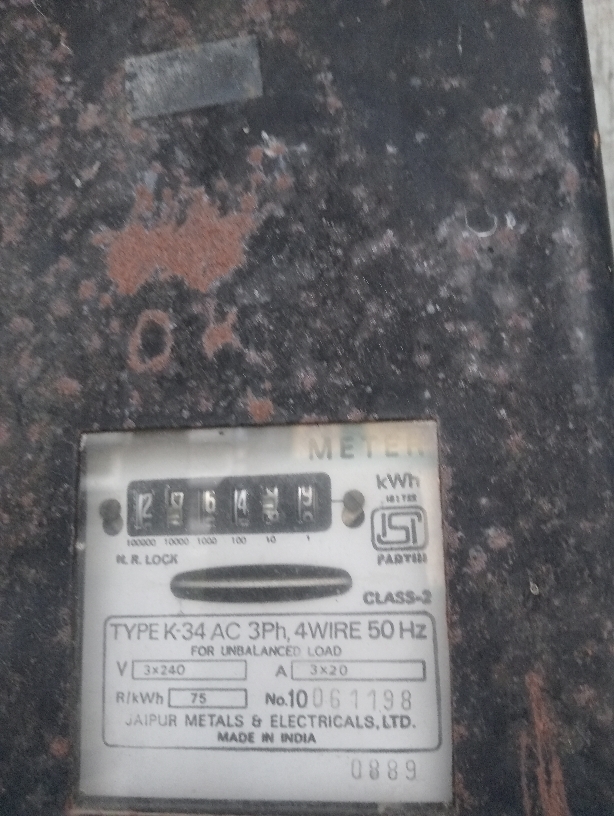 METER
kWh
100000 10000 1000 100 10 1
N. R. LOCK
CLASS-2
TYPE K-34 AC 3Ph, 4WIRE 50 Hz
FOR UNBALANCED LOAD
V 3×240 A 3×20
R/kWh 75 No.10061198
JAIPUR METALS & ELECTRICALS, LTD.
MADE IN INDIA
0889